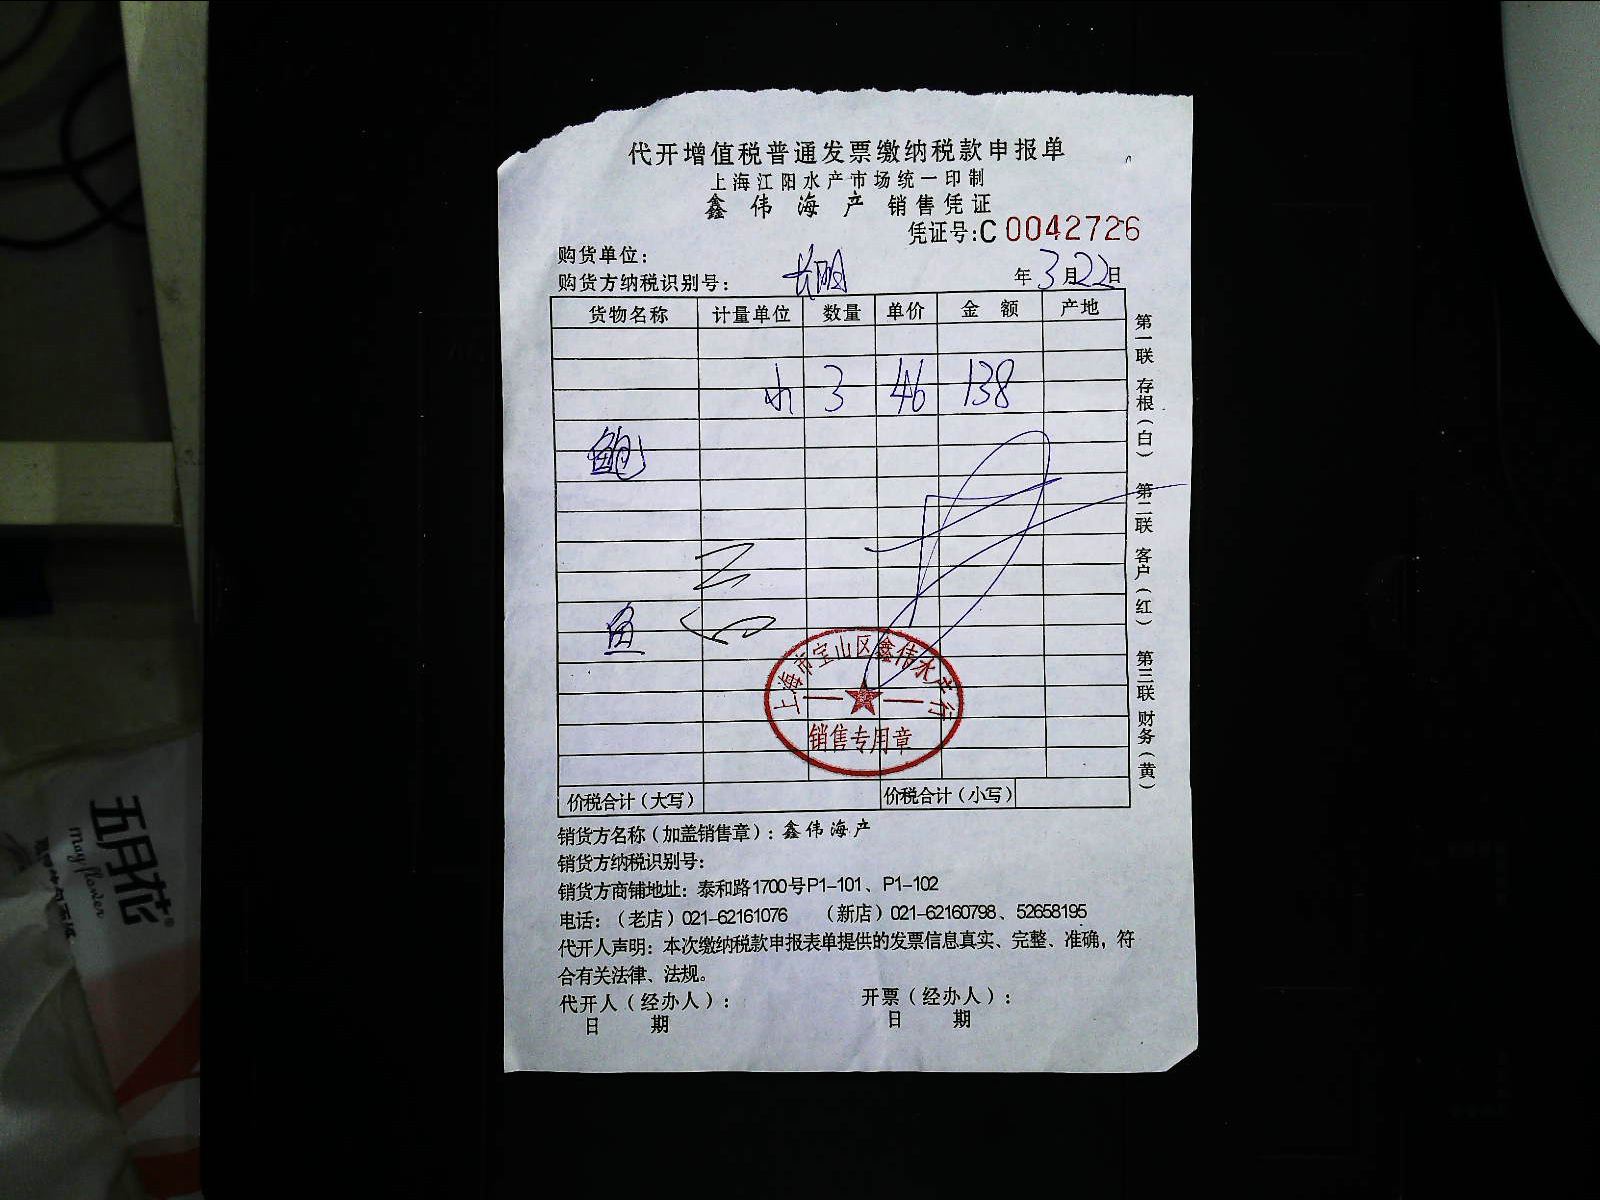 代开增值税普通发票缴纳税款申报单
上海江阳水产市场统一印制
鑫伟海产 销售凭证
凭证号:C0042726
购货单位:
购货方纳税识别号: 年3月22日
货物名称 计量单位 数量 单价 金额 产地
小 3 46 138
鲍
鱼
上海市宝山区鑫伟水产行
销售专用章
价税合计(大写) 价税合计(小写)
第一联 存根(白) 第二联 客户(红) 第三联 财务(黄)
销货方名称(加盖销售章):鑫伟海产
销货方纳税识别号:
销货方商铺地址:泰和路1700号P1-101、P1-102
电话:(老店)021-62161076 (新店)021-62160798、52658195
代开人声明:本次缴纳税款申报表单提供的发票信息真实、完整、准确,符
合有关法律、法规。
代开人(经办人): 开票(经办人):
日期 日期
五月花
May flower